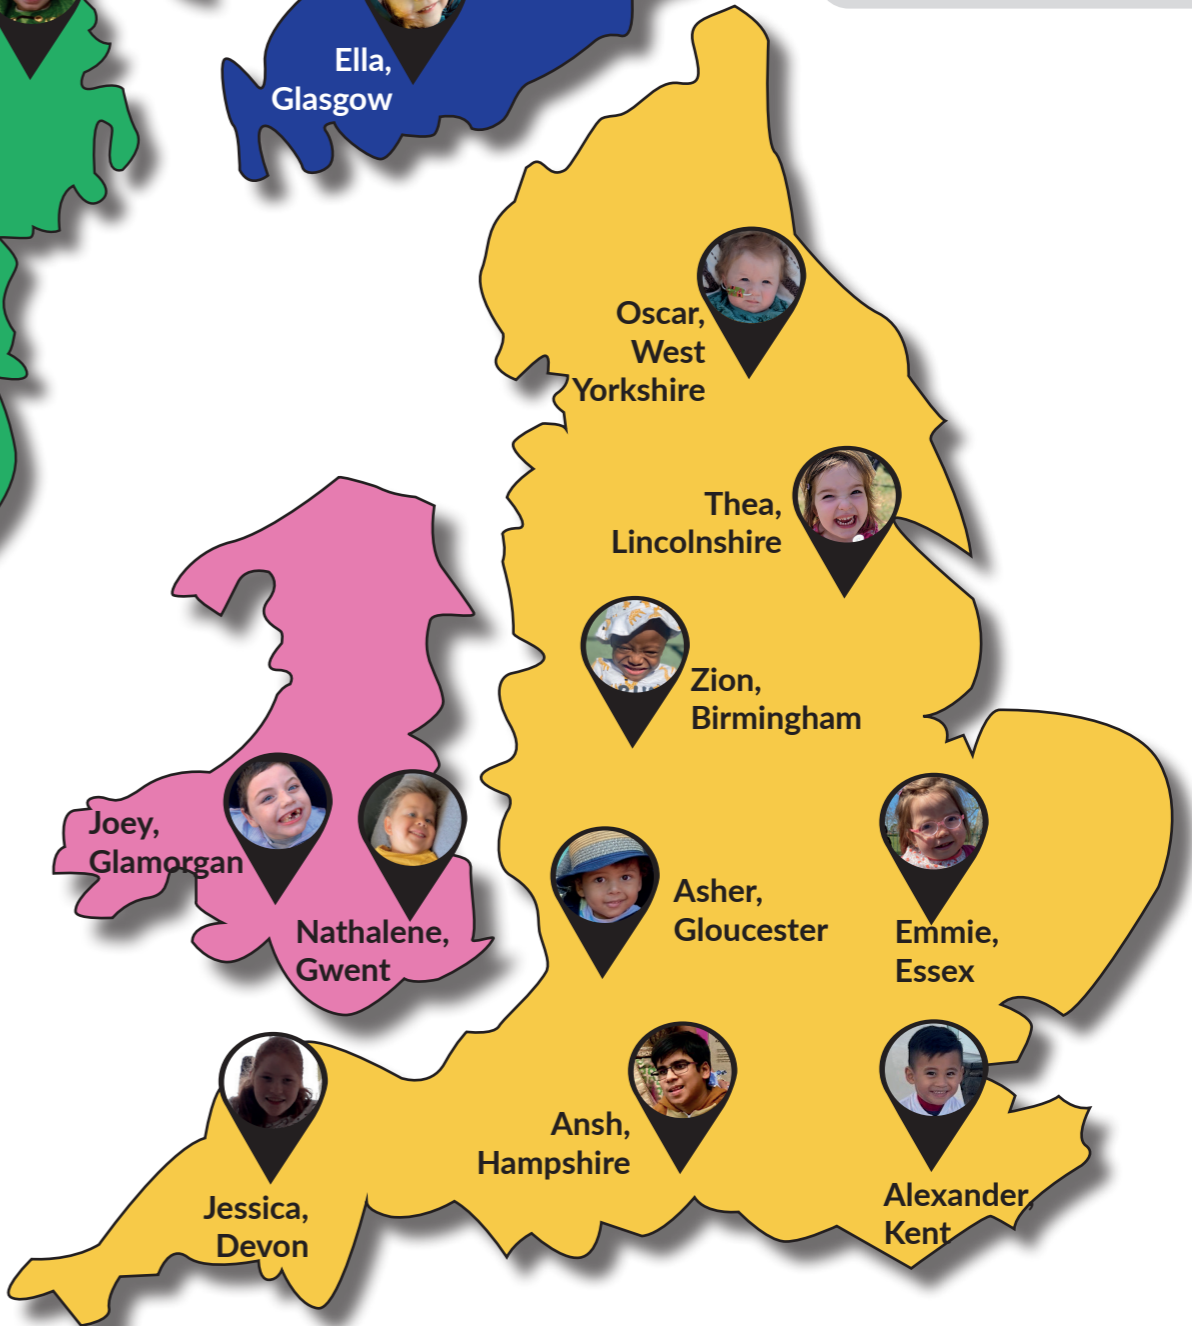 Ella,
Glasgow
Oscar,
West
Yorkshire
Thea,
Lincolnshire
Zion,
Birmingham
Joey,
Glamorgan
Nathalene,
Gwent
Asher,
Gloucester
Emmie,
Essex
Ansh,
Hampshire
Alexander,
Kent
Jessica,
Devon